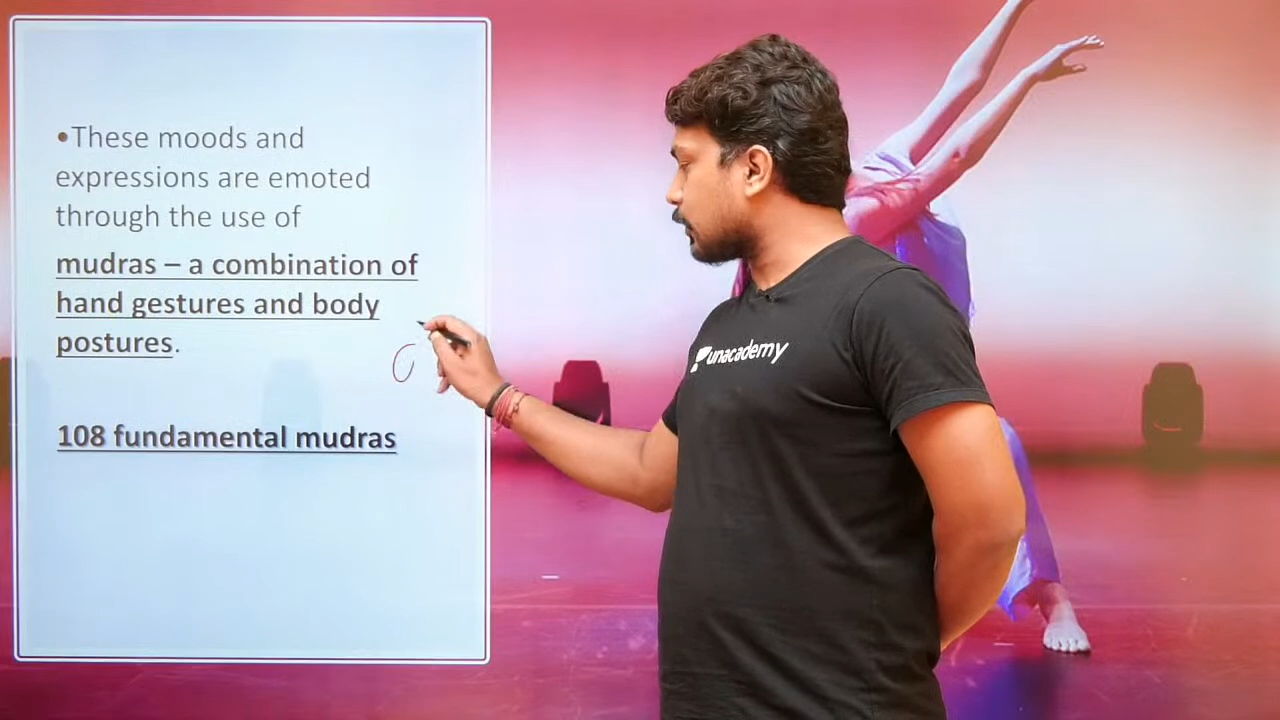 •These moods and
expressions are emoted
through the use of
mudras – a combination of
hand gestures and body
postures.
108 fundamental mudras
unacademy